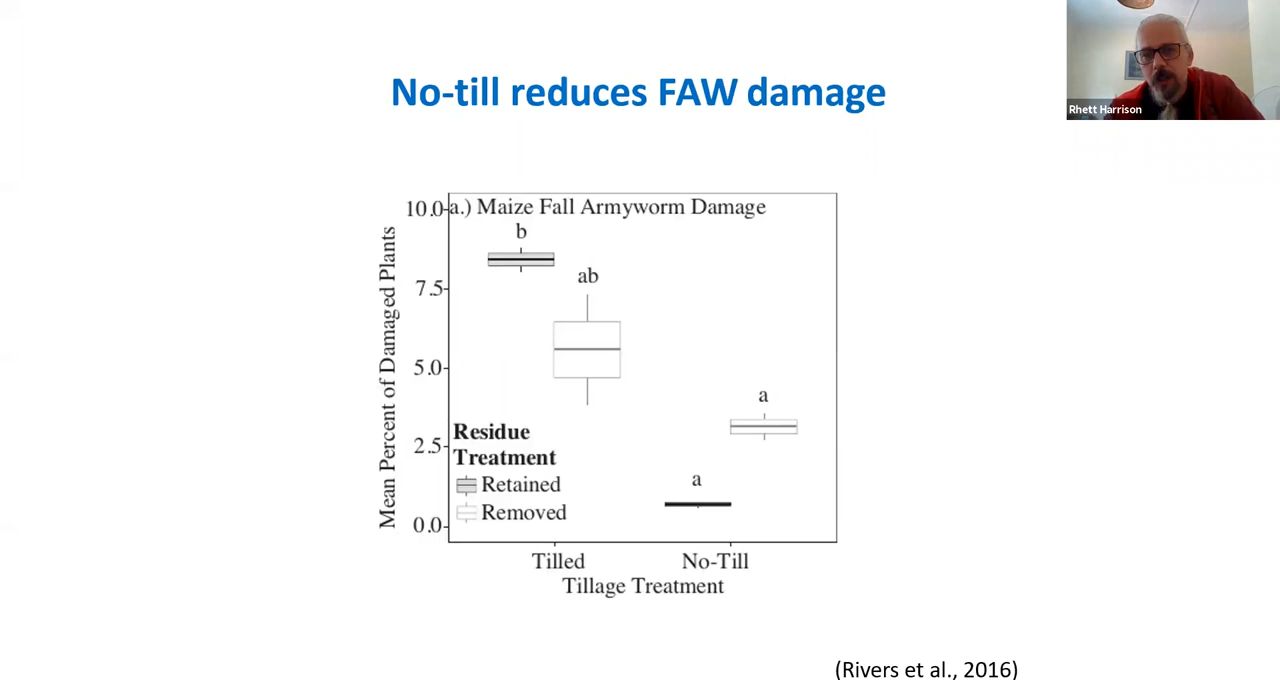 No-till reduces FAW damage
Rhett Harrison
a.) Maize Fall Armyworm Damage
Mean Percent of Damaged Plants
10.0
7.5
5.0
2.5
0.0
b
ab
a
a
Residue
Treatment
Retained
Removed
Tilled
No-Till
Tillage Treatment
(Rivers et al., 2016)